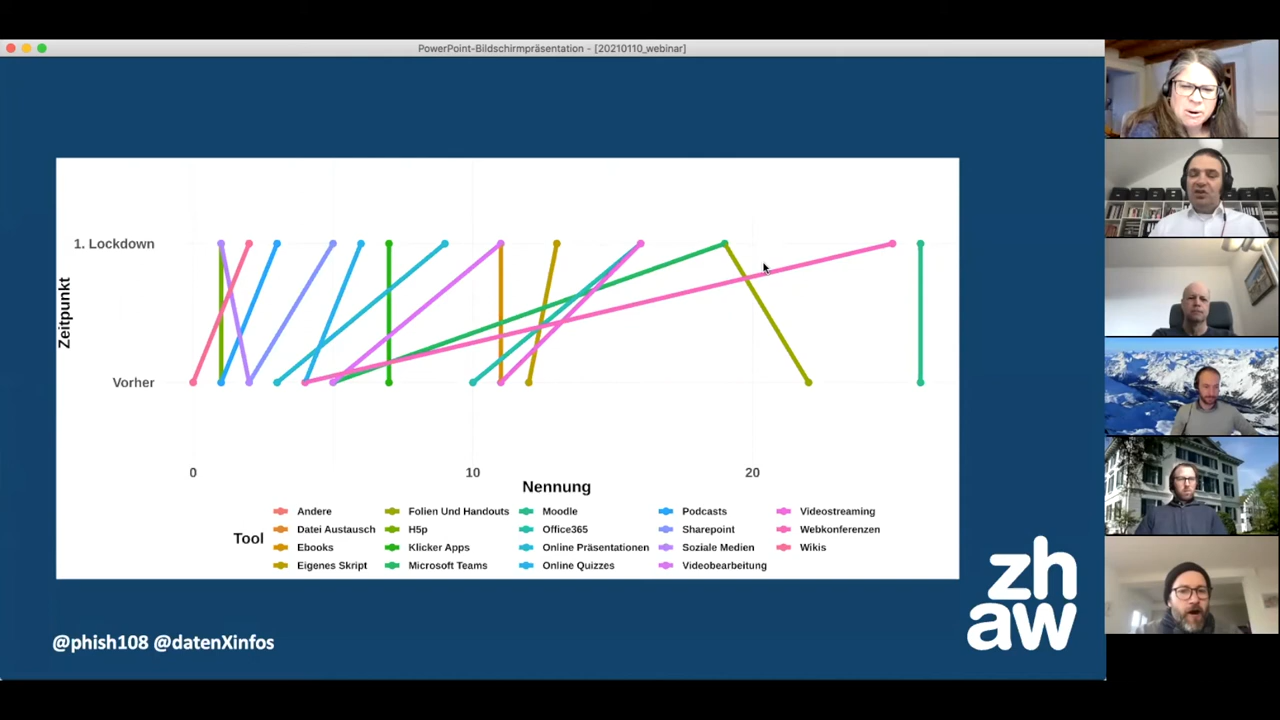 PowerPoint-Bildschirmpräsentation - [20210110_webinar]
1. Lockdown
Zeitpunkt
Vorher
0 10 20
Nennung
Tool
Andere Folien Und Handouts Moodle Podcasts Videostreaming
Datei Austausch H5p Office365 Sharepoint Webkonferenzen
Ebooks Klicker Apps Online Präsentationen Soziale Medien Wikis
Eigenes Skript Microsoft Teams Online Quizzes Videobearbeitung
@phish108 @datenXinfos
zh
aw